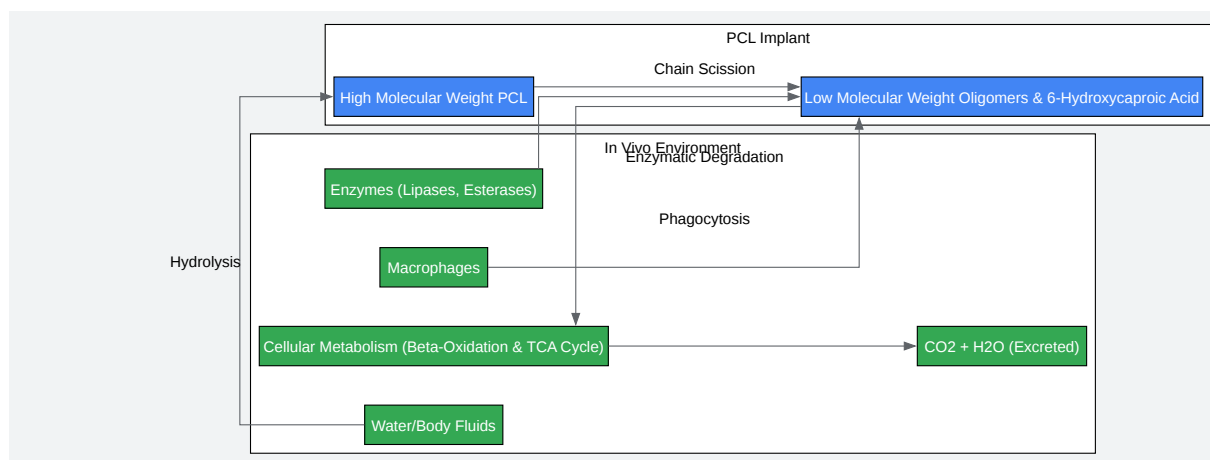 PCL Implant
Chain Scission
High Molecular Weight PCL
Low Molecular Weight Oligomers & 6-Hydroxycaproic Acid
In Vivo Environment
Enzymatic Degradation
Enzymes (Lipases, Esterases)
Phagocytosis
Hydrolysis
Macrophages
Cellular Metabolism (Beta-Oxidation & TCA Cycle)
CO2 + H2O (Excreted)
Water/Body Fluids